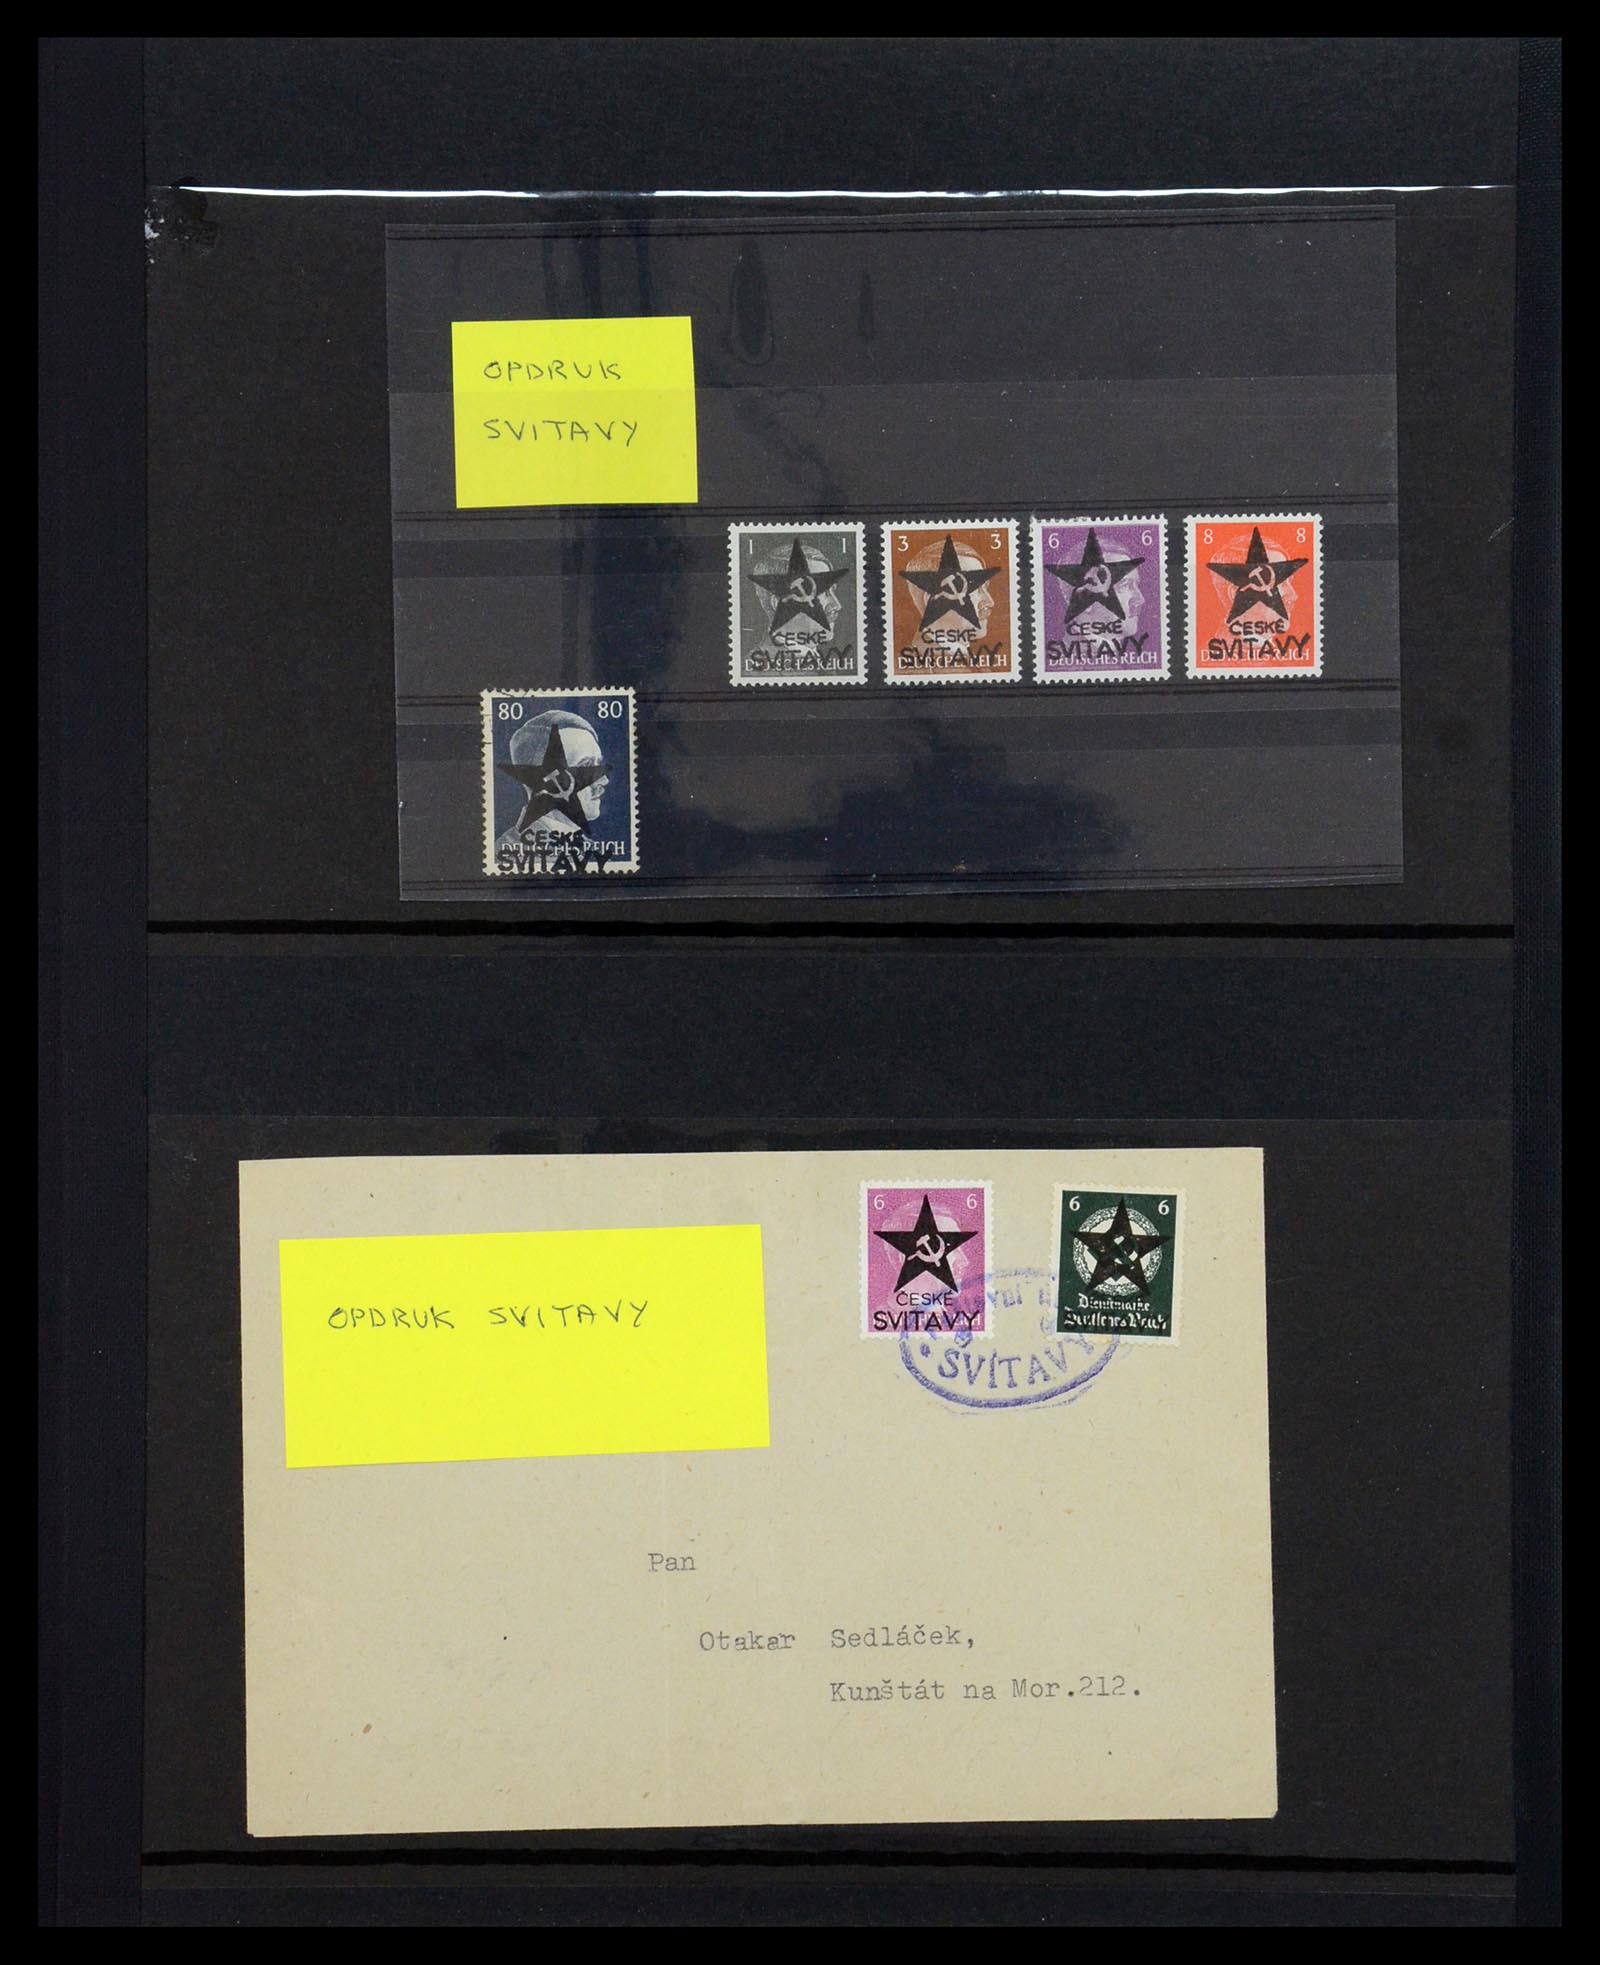 OPDRUK
SVITAVY
1 1
ČESKÉ
SVITAVY
DEUTSCHES REICH
3 3
ČESKÉ
SVITAVY
DEUTSCHES REICH
6 6
ČESKÉ
SVITAVY
DEUTSCHES REICH
8 8
ČESKÉ
SVITAVY
DEUTSCHES REICH
80 80
ČESKÉ
DEUTSCHES REICH
SVITAVY
6 6
ČESKÉ
SVITAVY
6 6
Dienstmarke
Deutsches Reich
SVITAVY
OPDRUK SVITAVY
Pan
Otakar Sedláček,
Kunštát na Mor.212.